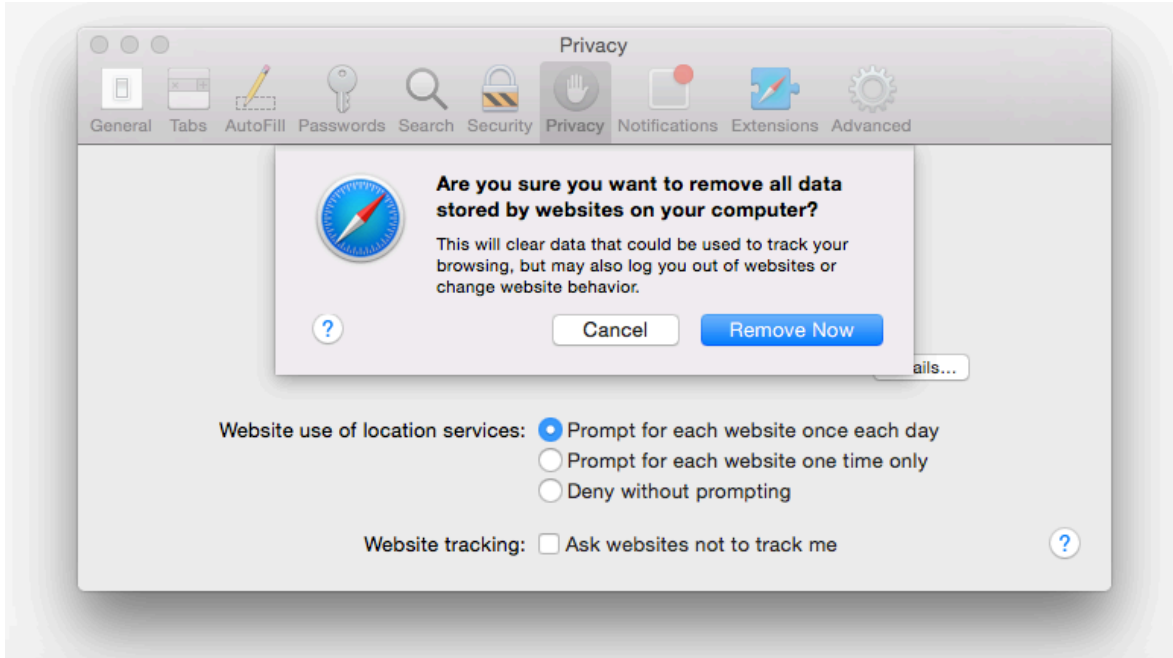 Privacy
General Tabs AutoFill Passwords Search Security Privacy Notifications Extensions Advanced
Are you sure you want to remove all data
stored by websites on your computer?
This will clear data that could be used to track your
browsing, but may also log you out of websites or
change website behavior.
? Cancel Remove Now
ails...
Website use of location services: Prompt for each website once each day
Prompt for each website one time only
Deny without prompting
Website tracking: Ask websites not to track me ?